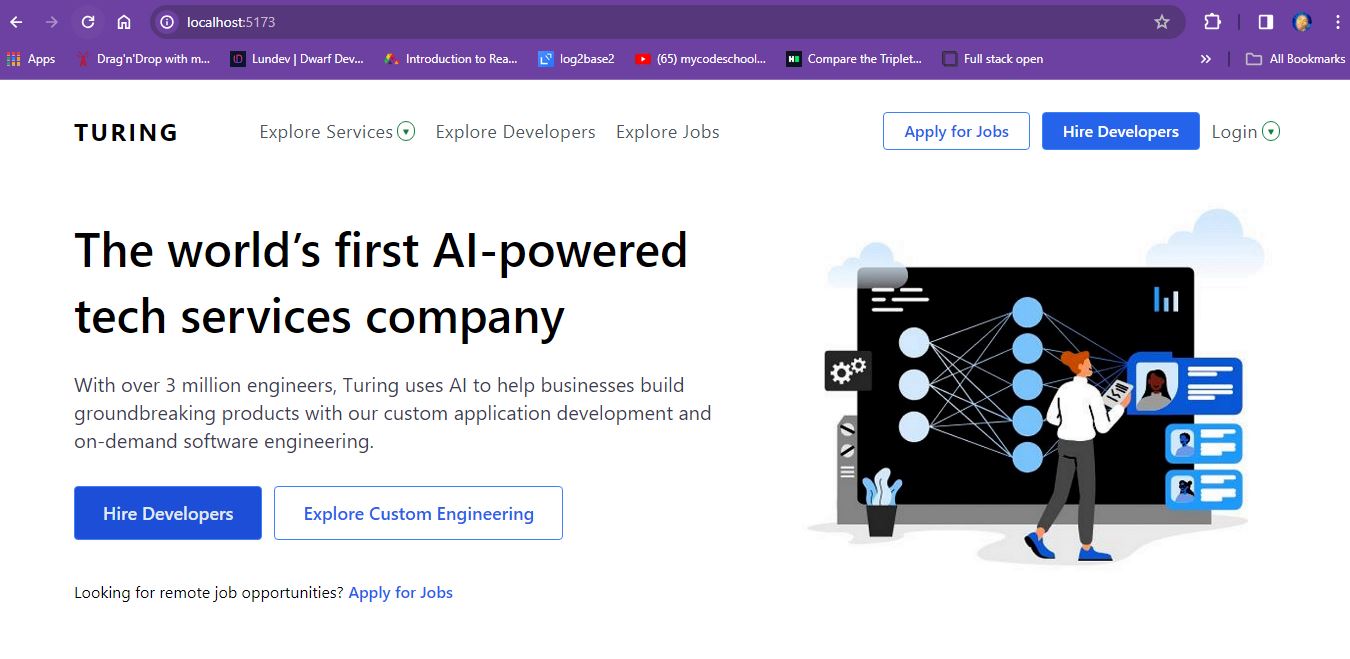 localhost:5173
Apps
Drag'n'Drop with m...
Lundev | Dwarf Dev...
Introduction to Rea...
log2base2
(65) mycodeschool...
Compare the Triplet...
Full stack open
All Bookmarks
TURING
Explore Services
Explore Developers
Explore Jobs
Apply for Jobs
Hire Developers
Login
The world’s first AI-powered
tech services company
With over 3 million engineers, Turing uses AI to help businesses build
groundbreaking products with our custom application development and
on-demand software engineering.
Hire Developers
Explore Custom Engineering
Looking for remote job opportunities? Apply for Jobs